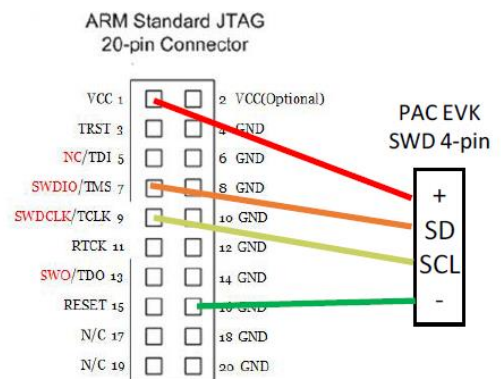 ARM Standard JTAG
20-pin Connector
VCC 1 2 VCC(Optional)
TRST 3 4 GND
NC/TDI 5 6 GND
SWDIO/TMS 7 8 GND
SWDCLK/TCLK 9 10 GND
RTCK 11 12 GND
SWO/TDO 13 14 GND
RESET 15 16 GND
N/C 17 18 GND
N/C 19 20 GND
PAC EVK
SWD 4-pin
+
SD
SCL
-